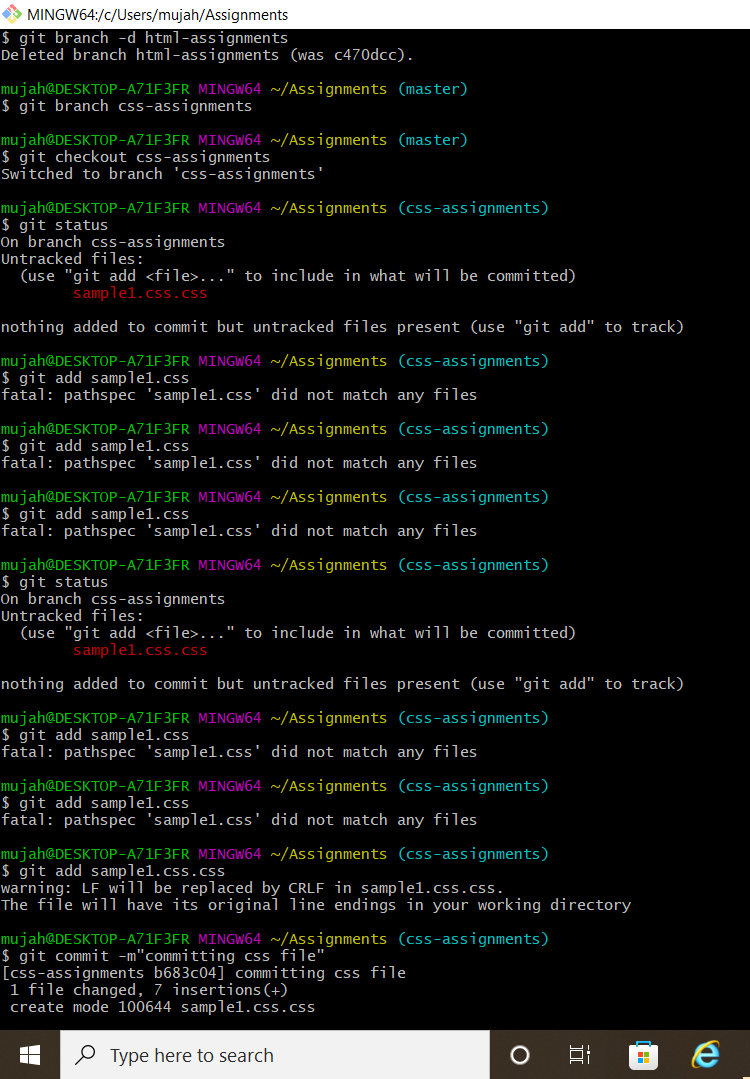 MINGW64:/c/Users/mujah/Assignments
$ git branch -d html-assignments
Deleted branch html-assignments (was c470dcc).
mujah@DESKTOP-A71F3FR MINGW64 ~/Assignments (master)
$ git branch css-assignments
mujah@DESKTOP-A71F3FR MINGW64 ~/Assignments (master)
$ git checkout css-assignments
Switched to branch 'css-assignments'
mujah@DESKTOP-A71F3FR MINGW64 ~/Assignments (css-assignments)
$ git status
On branch css-assignments
Untracked files:
  (use "git add <file>..." to include in what will be committed)
        sample1.css.css
nothing added to commit but untracked files present (use "git add" to track)
mujah@DESKTOP-A71F3FR MINGW64 ~/Assignments (css-assignments)
$ git add sample1.css
fatal: pathspec 'sample1.css' did not match any files
mujah@DESKTOP-A71F3FR MINGW64 ~/Assignments (css-assignments)
$ git add sample1.css
fatal: pathspec 'sample1.css' did not match any files
mujah@DESKTOP-A71F3FR MINGW64 ~/Assignments (css-assignments)
$ git add sample1.css
fatal: pathspec 'sample1.css' did not match any files
mujah@DESKTOP-A71F3FR MINGW64 ~/Assignments (css-assignments)
$ git status
On branch css-assignments
Untracked files:
  (use "git add <file>..." to include in what will be committed)
        sample1.css.css
nothing added to commit but untracked files present (use "git add" to track)
mujah@DESKTOP-A71F3FR MINGW64 ~/Assignments (css-assignments)
$ git add sample1.css
fatal: pathspec 'sample1.css' did not match any files
mujah@DESKTOP-A71F3FR MINGW64 ~/Assignments (css-assignments)
$ git add sample1.css
fatal: pathspec 'sample1.css' did not match any files
mujah@DESKTOP-A71F3FR MINGW64 ~/Assignments (css-assignments)
$ git add sample1.css.css
warning: LF will be replaced by CRLF in sample1.css.css.
The file will have its original line endings in your working directory
mujah@DESKTOP-A71F3FR MINGW64 ~/Assignments (css-assignments)
$ git commit -m"committing css file"
[css-assignments b683c04] committing css file
 1 file changed, 7 insertions(+)
 create mode 100644 sample1.css.css
Type here to search